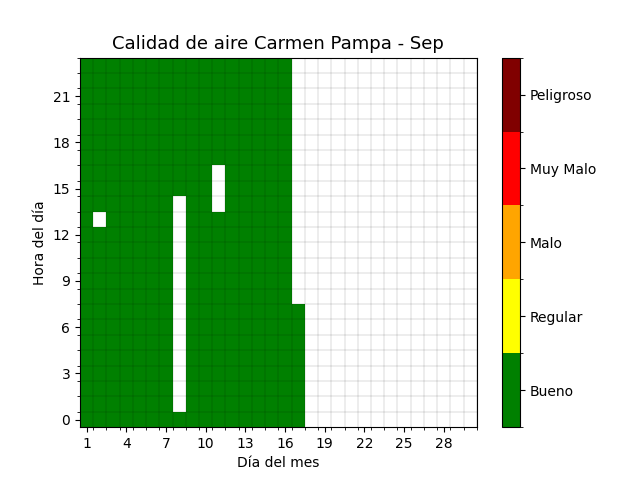 Calidad de aire Carmen Pampa - Sep
Hora del día
21
18
15
12
9
6
3
0
1 4 7 10 13 16 19 22 25 28
Día del mes
Peligroso
Muy Malo
Malo
Regular
Bueno